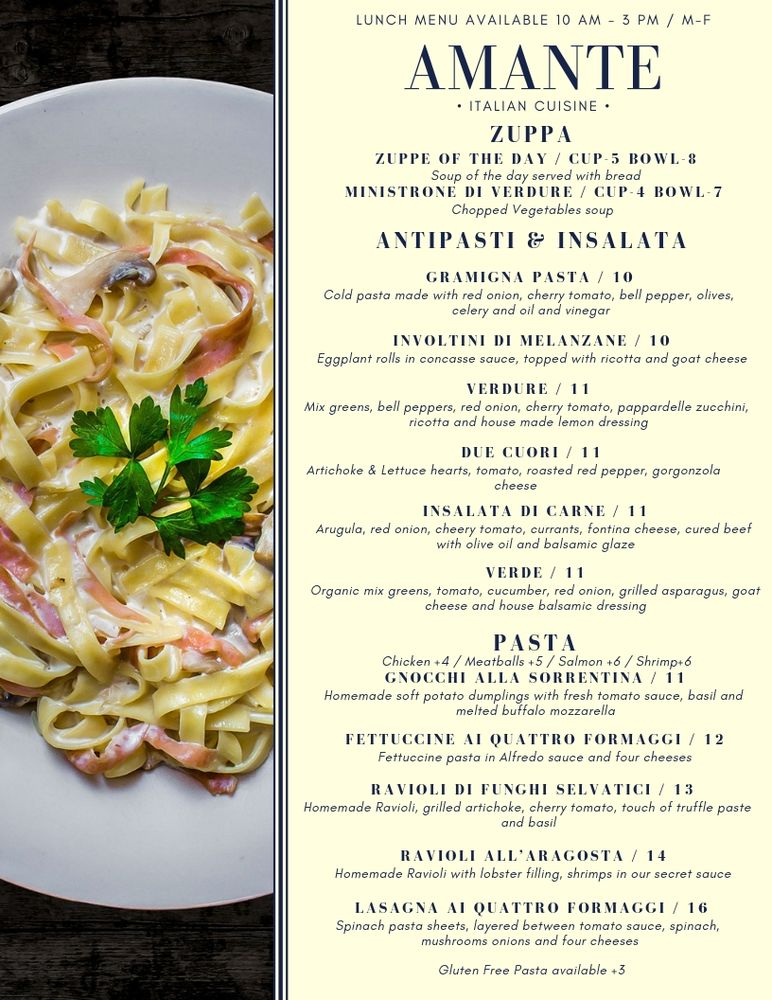 LUNCH MENU AVAILABLE 10 AM - 3 PM / M-F
AMANTE
• ITALIAN CUISINE •
ZUPPA
ZUPPE OF THE DAY / CUP-5 BOWL-8
Soup of the day served with bread
MINISTRONE DI VERDURE / CUP-4 BOWL-7
Chopped Vegetables soup
ANTIPASTI & INSALATA
GRAMIGNA PASTA / 10
Cold pasta made with red onion, cherry tomato, bell pepper, olives,
celery and oil and vinegar
INVOLTINI DI MELANZANE / 10
Eggplant rolls in concasse sauce, topped with ricotta and goat cheese
VERDURE / 11
Mix greens, bell peppers, red onion, cherry tomato, pappardelle zucchini,
ricotta and house made lemon dressing
DUE CUORI / 11
Artichoke & Lettuce hearts, tomato, roasted red pepper, gorgonzola
cheese
INSALATA DI CARNE / 11
Arugula, red onion, cheery tomato, currants, fontina cheese, cured beef
with olive oil and balsamic glaze
VERDE / 11
Organic mix greens, tomato, cucumber, red onion, grilled asparagus, goat
cheese and house balsamic dressing
PASTA
Chicken +4 / Meatballs +5 / Salmon +6 / Shrimp+6
GNOCCHI ALLA SORRENTINA / 11
Homemade soft potato dumplings with fresh tomato sauce, basil and
melted buffalo mozzarella
FETTUCCINE AI QUATTRO FORMAGGI / 12
Fettuccine pasta in Alfredo sauce and four cheeses
RAVIOLI DI FUNGHI SELVATICI / 13
Homemade Ravioli, grilled artichoke, cherry tomato, touch of truffle paste
and basil
RAVIOLI ALL'ARAGOSTA / 14
Homemade Ravioli with lobster filling, shrimps in our secret sauce
LASAGNA AI QUATTRO FORMAGGI / 16
Spinach pasta sheets, layered between tomato sauce, spinach,
mushrooms onions and four cheeses
Gluten Free Pasta available +3